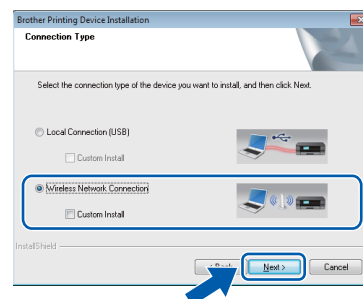 Brother Printing Device Installation
Connection Type
Select the connection type of the device you want to install, and then click Next.
Local Connection (USB)
Custom Install
Wireless Network Connection
Custom Install
InstallShield
Next >
Cancel